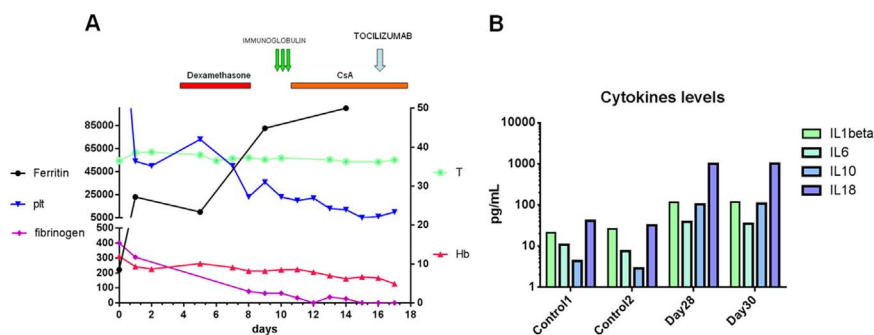 A
IMMUNOGLOBULIN
TOCILIZUMAB
Dexamethasone
CsA
85000
65000
45000
25000
5000
500
400
300
200
100
0
50
40
30
20
10
0
Ferritin
plt
fibrinogen
T
Hb
0 2 4 6 8 10 12 14 16 18
days
B
Cytokines levels
10000
1000
100
10
1
pg/mL
Control1
Control2
Day28
Day30
IL1beta
IL6
IL10
IL18